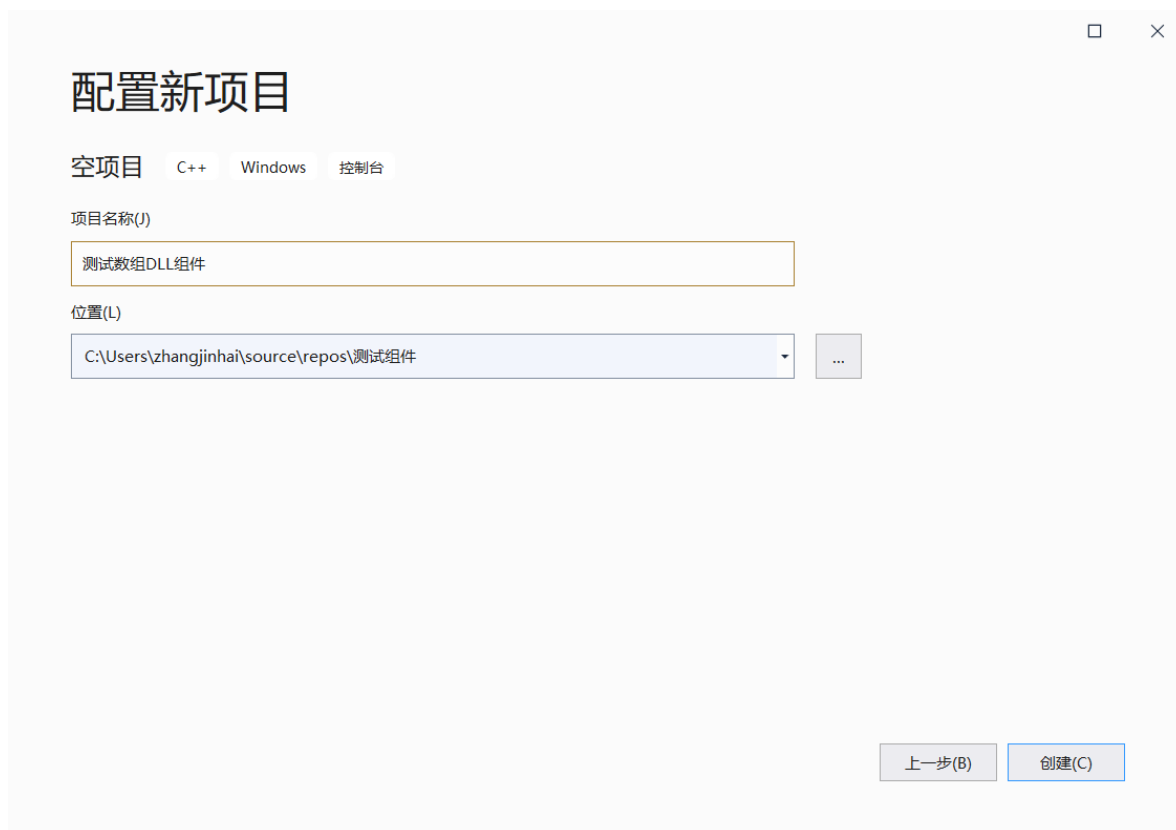 配置新项目
空项目 C++ Windows 控制台
项目名称(J)
测试数组DLL组件
位置(L)
C:\Users\zhangjinhai\source\repos\测试组件
...
上一步(B) 创建(C)